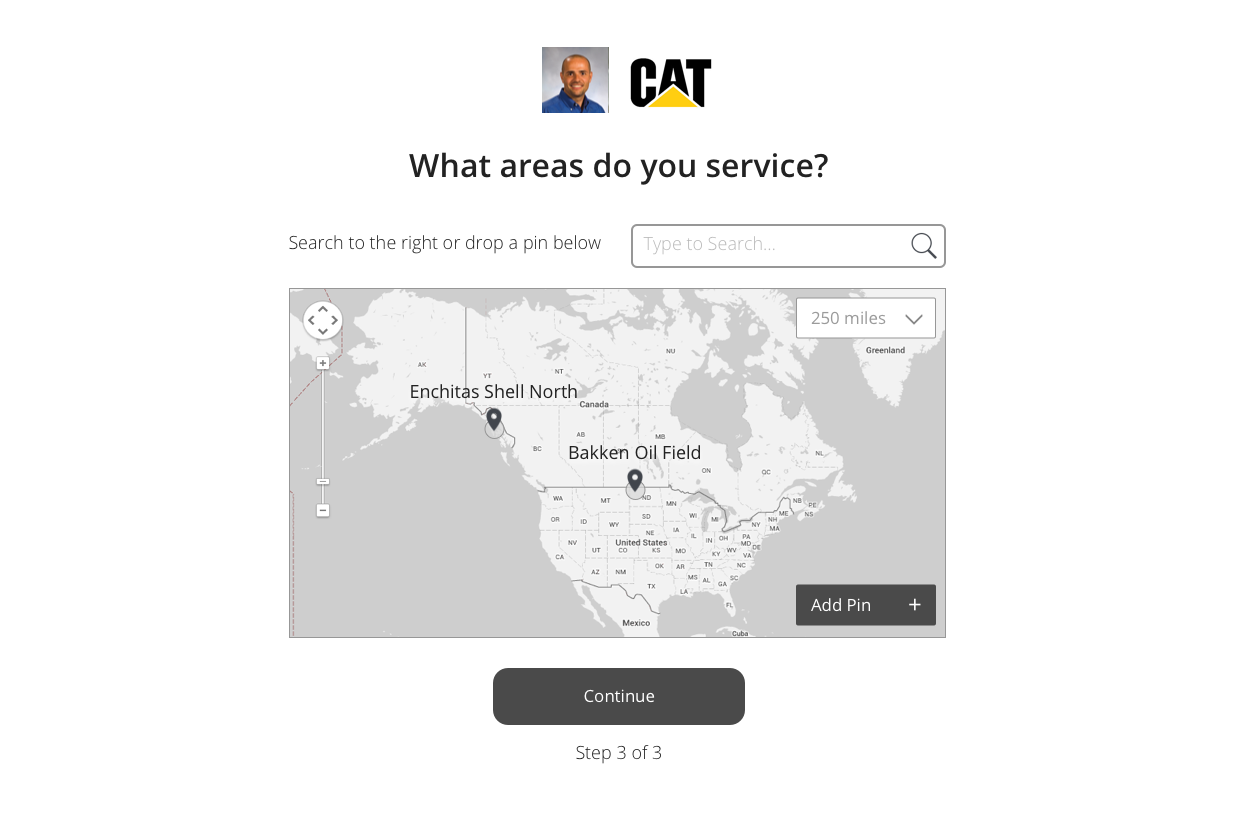 CAT
What areas do you service?
Search to the right or drop a pin below
Type to Search...
250 miles
Greenland
NU
AK
YT
NT
Enchitas Shell North
Canada
AB
MB
BC
Bakken Oil Field
NL
ON
QC
WA
MT
ND
MN
NB
PE
NS
ME
OR
ID
WY
SD
WI
MI
NH
NY
MA
NE
IA
United States
NV
UT
CO
KS
MO
IL
IN
OH
PA
MD
DE
CA
KY
WV
VA
AZ
NM
OK
AR
TN
NC
TX
MS
AL
GA
SC
LA
FL
Mexico
Cuba
Add Pin +
Continue
Step 3 of 3